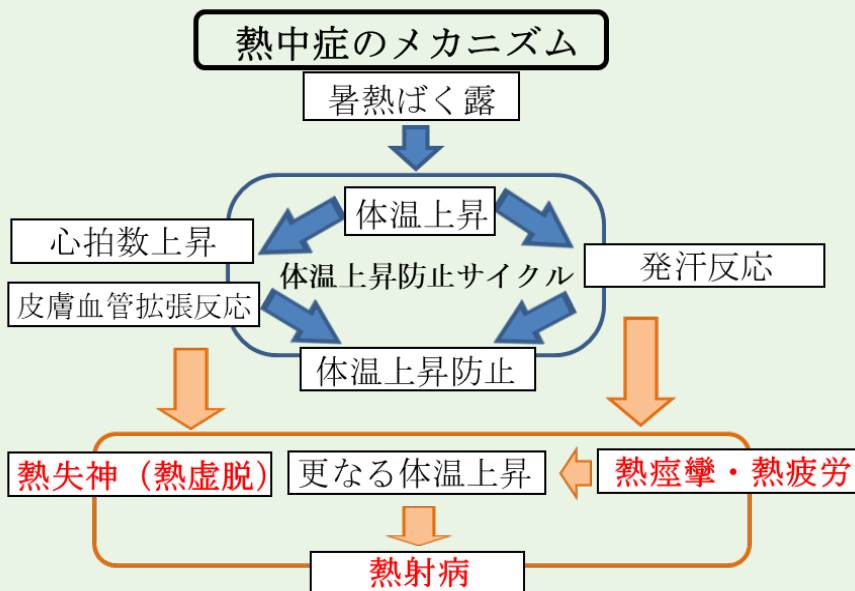 熱中症のメカニズム
暑熱ばく露
体温上昇
心拍数上昇
発汗反応
体温上昇防止サイクル
皮膚血管拡張反応
体温上昇防止
熱失神（熱虚脱）
更なる体温上昇
熱痙攣・熱疲労
熱射病